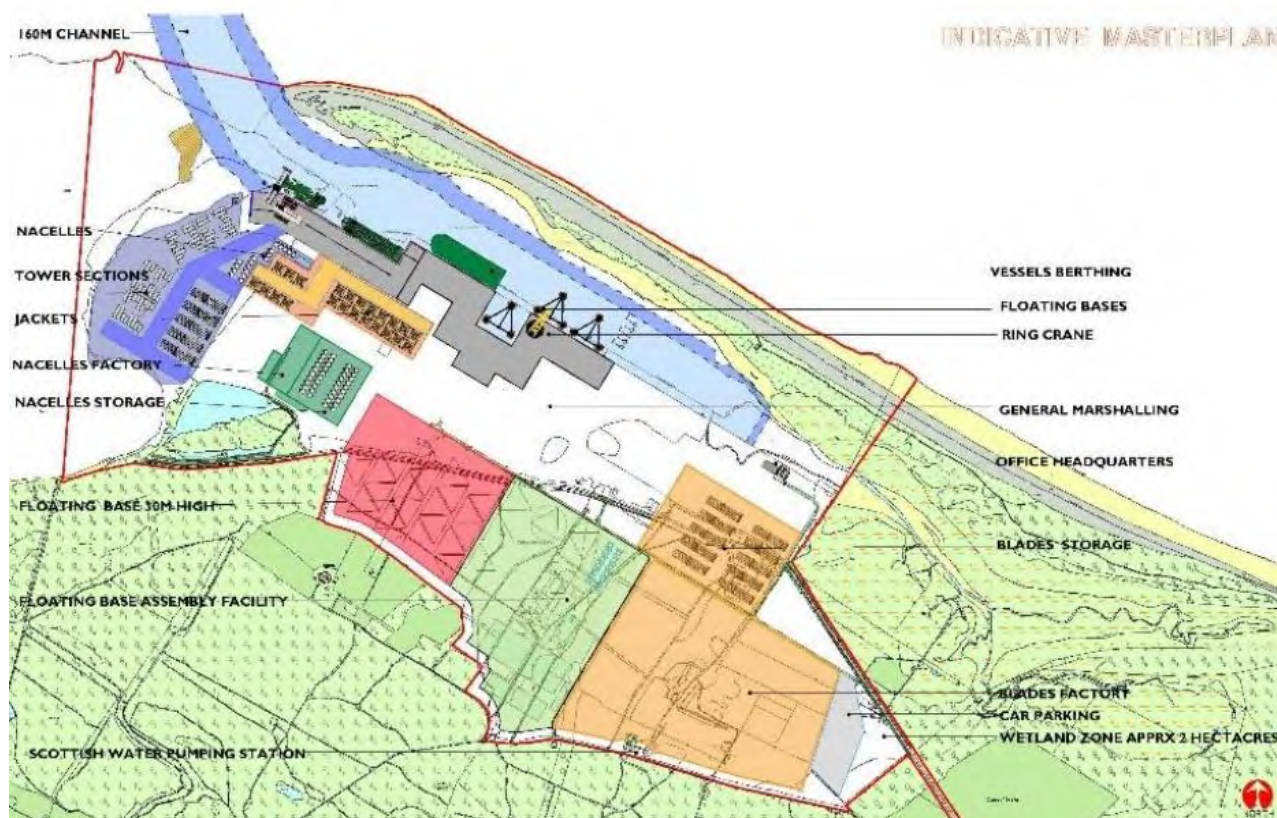 INDICATIVE MASTERPLAN
160M CHANNEL
NACELLES
TOWER SECTIONS
JACKETS
NACELLES FACTORY
NACELLES STORAGE
FLOATING BASE 30M HIGH
FLOATING BASE ASSEMBLY FACILITY
SCOTTISH WATER PUMPING STATION
VESSELS BERTHING
FLOATING BASES
RING CRANE
GENERAL MARSHALLING
OFFICE HEADQUARTERS
BLADES STORAGE
BLADES FACTORY
CAR PARKING
WETLAND ZONE APPRX 2 HECTACRES
NORTH